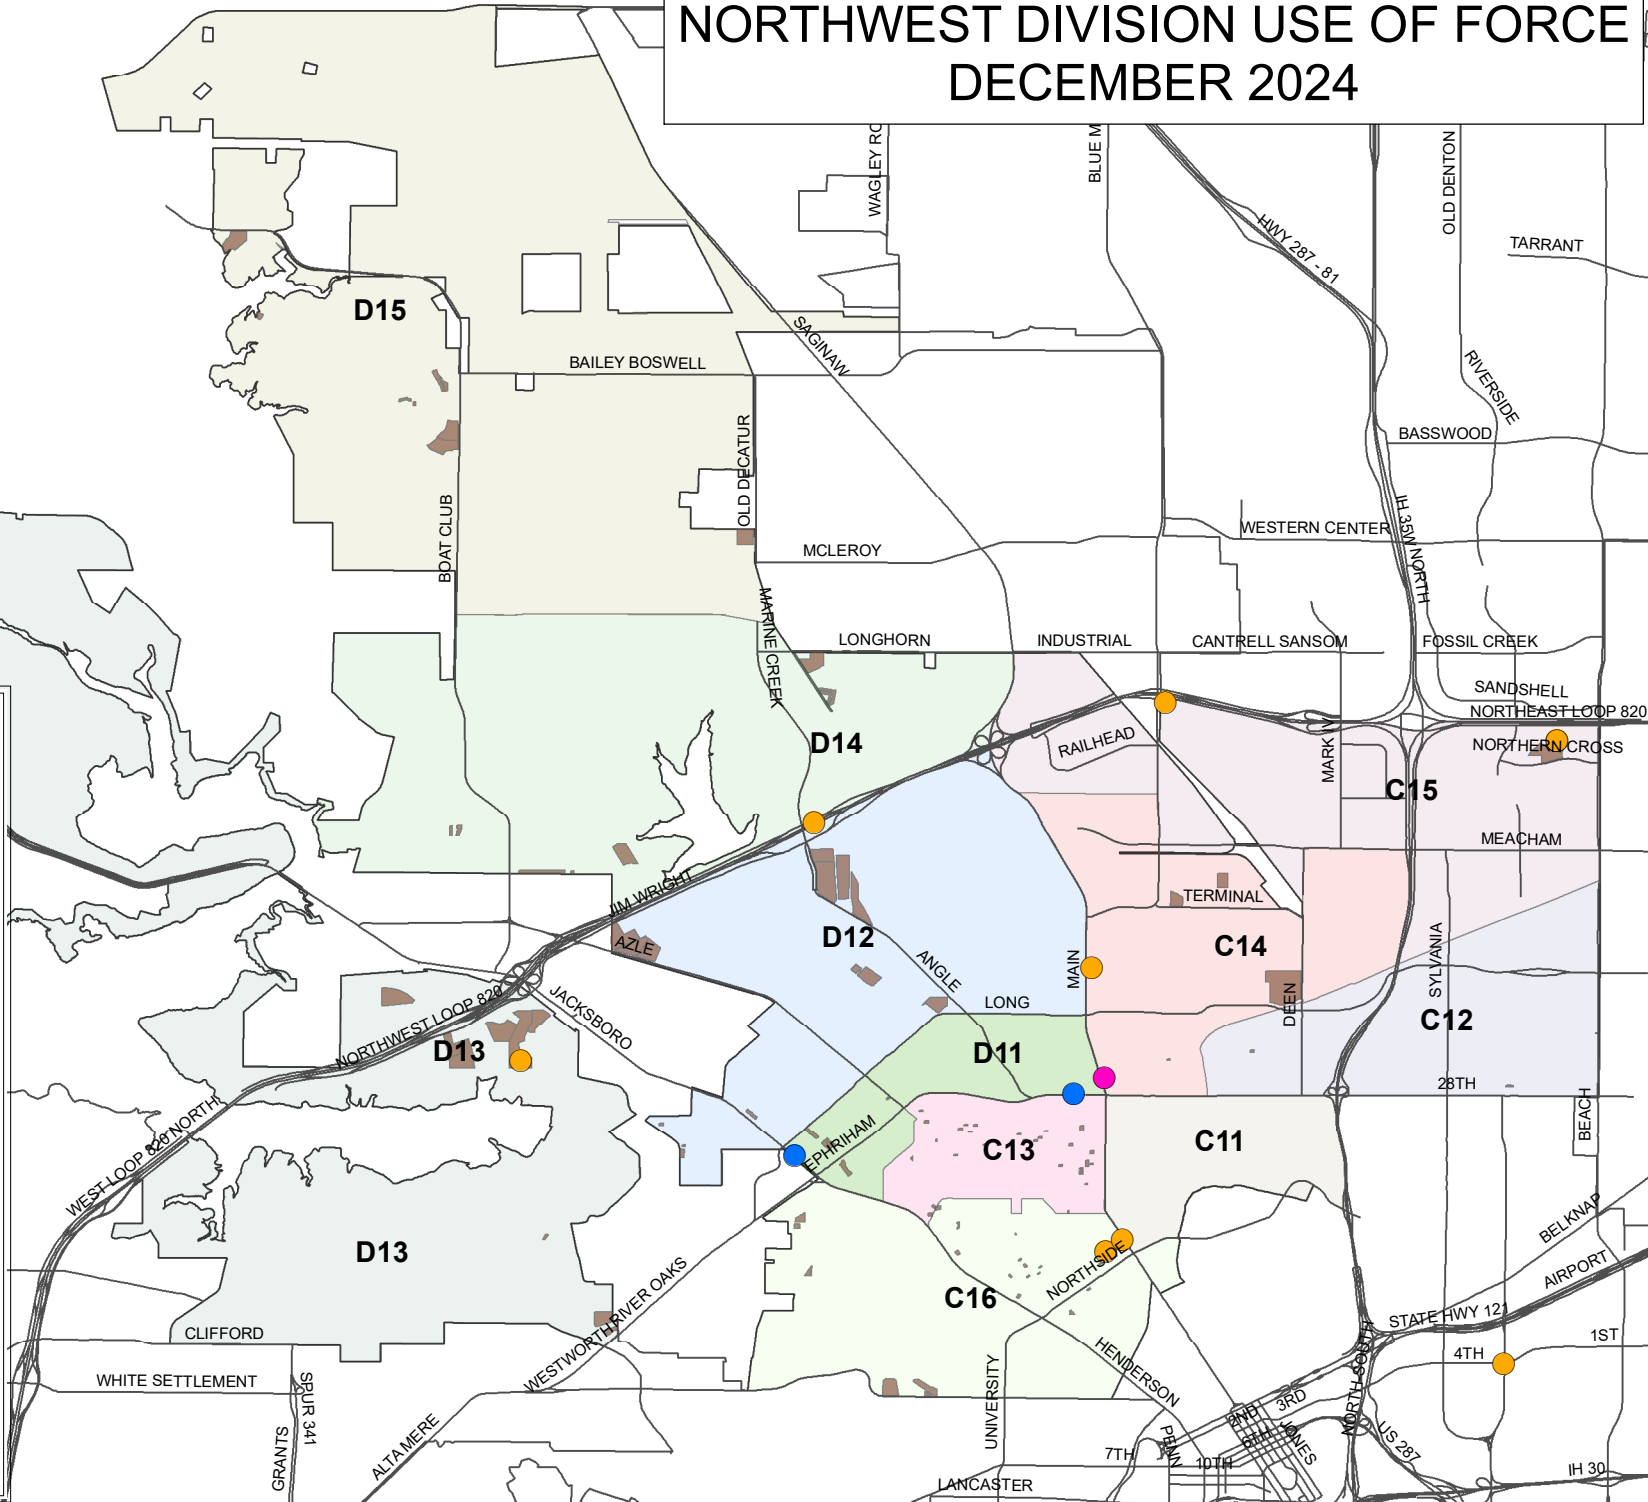 NORTHWEST DIVISION USE OF FORCE
DECEMBER 2024
OLD DENTON
HWY 287 - 81
TARRANT
D15
SAGINAW
BAILEY BOSWELL
RIVERSIDE
BASSWOOD
OLD DECATUR
BOAT CLUB
IH 35W NORTH
WESTERN CENTER
MCLEROY
MARINE CREEK
LONGHORN
INDUSTRIAL
CANTRELL SANSOM
FOSSIL CREEK
SANDSHELL
NORTHEAST LOOP 820
D14
RAILHEAD
MARK IV
NORTHERN CROSS
C15
MEACHAM
JIM WRIGHT
TERMINAL
D12
AZLE
ANGLE
MAIN
C14
SYLVANIA
JACKSBORO
LONG
DEEN
C12
NORTHWEST LOOP 820
D13
D11
28TH
WEST LOOP 820 NORTH
EPHRIHAM
C13
C11
BEACH
D13
BELKNAP
NORTHSIDE
AIRPORT
C16
RIVER OAKS
STATE HWY 121
CLIFFORD
WESTWORTH
1ST
4TH
HENDERSON
NORTH-SOUTH
WHITE SETTLEMENT
SPUR 341
UNIVERSITY
3RD
2ND
6TH
JONES
US 287
GRANTS
ALTA MERE
7TH
PENN
10TH
LANCASTER
IH 30